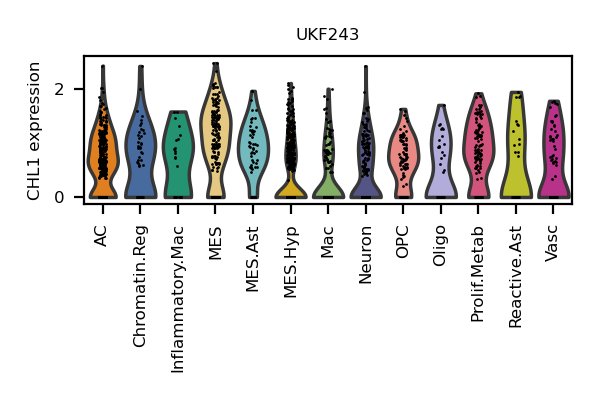 UKF243
CHL1 expression
2
0
AC
Chromatin.Reg
Inflammatory.Mac
MES
MES.Ast
MES.Hyp
Mac
Neuron
OPC
Oligo
Prolif.Metab
Reactive.Ast
Vasc